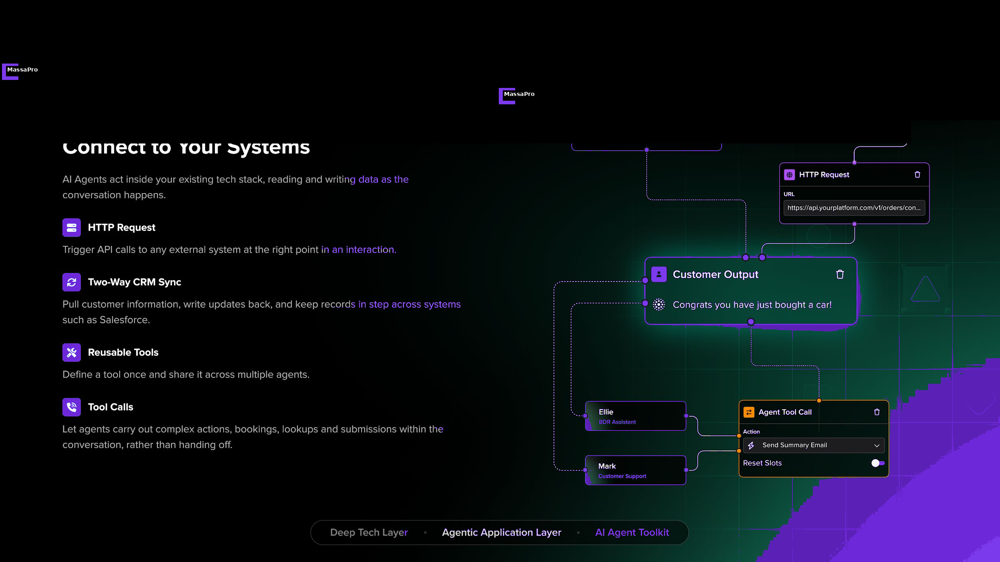 MassaPro
MassaPro
Connect to Your Systems
AI Agents act inside your existing tech stack, reading and writing data as the
conversation happens.
HTTP Request
Trigger API calls to any external system at the right point in an interaction.
Two-Way CRM Sync
Pull customer information, write updates back, and keep records in step across systems
such as Salesforce.
Reusable Tools
Define a tool once and share it across multiple agents.
Tool Calls
Let agents carry out complex actions, bookings, lookups and submissions within the
conversation, rather than handing off.
HTTP Request
URL
https://api.yourplatform.com/v1/orders/con...
Customer Output
Congrats you have just bought a car!
Ellie
BDR Assistant
Mark
Customer Support
Agent Tool Call
Action
Send Summary Email
Reset Slots
Deep Tech Layer • Agentic Application Layer • AI Agent Toolkit